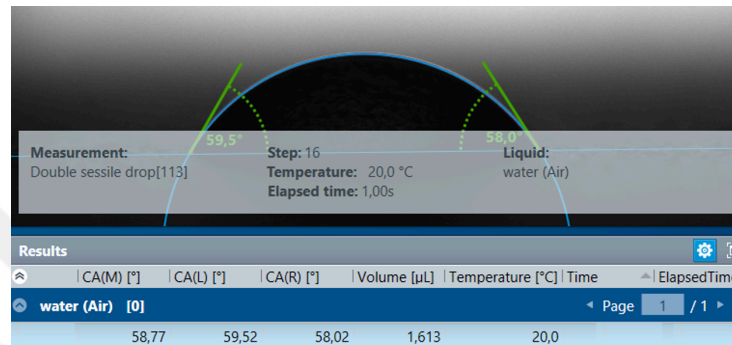 59,5° 58,0°
Measurement: Step: 16 Liquid:
Double sessile drop[113] Temperature: 20,0 °C water (Air)
Elapsed time: 1,00s
Results
CA(M) [°] CA(L) [°] CA(R) [°] Volume [µL] Temperature [°C] Time ElapsedTim
water (Air) [0] Page 1 / 1
58,77 59,52 58,02 1,613 20,0